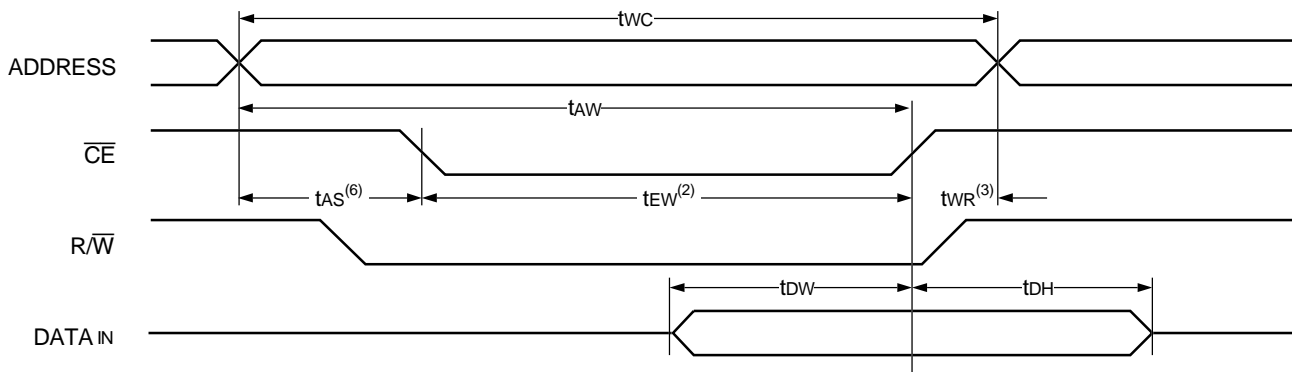 tWC
ADDRESS
tAW
CE
tAS(6)
tEW(2)
tWR(3)
R/W
tDW
tDH
DATA IN